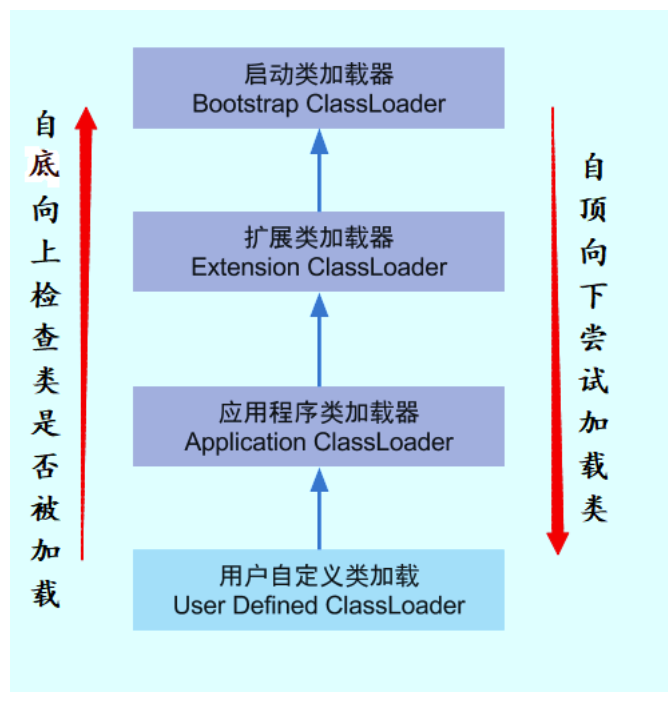 启动类加载器
Bootstrap ClassLoader
自底向上检查类是否被加载
自顶向下尝试加载类
扩展类加载器
Extension ClassLoader
应用程序类加载器
Application ClassLoader
用户自定义类加载
User Defined ClassLoader